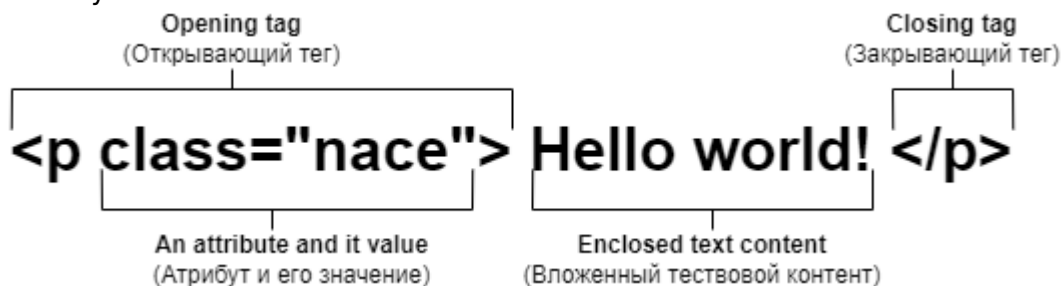 Opening tag
(Открывающий тег)
Closing tag
(Закрывающий тег)
<p class="nace"> Hello world! </p>
An attribute and it value
(Атрибут и его значение)
Enclosed text content
(Вложенный тествовой контент)